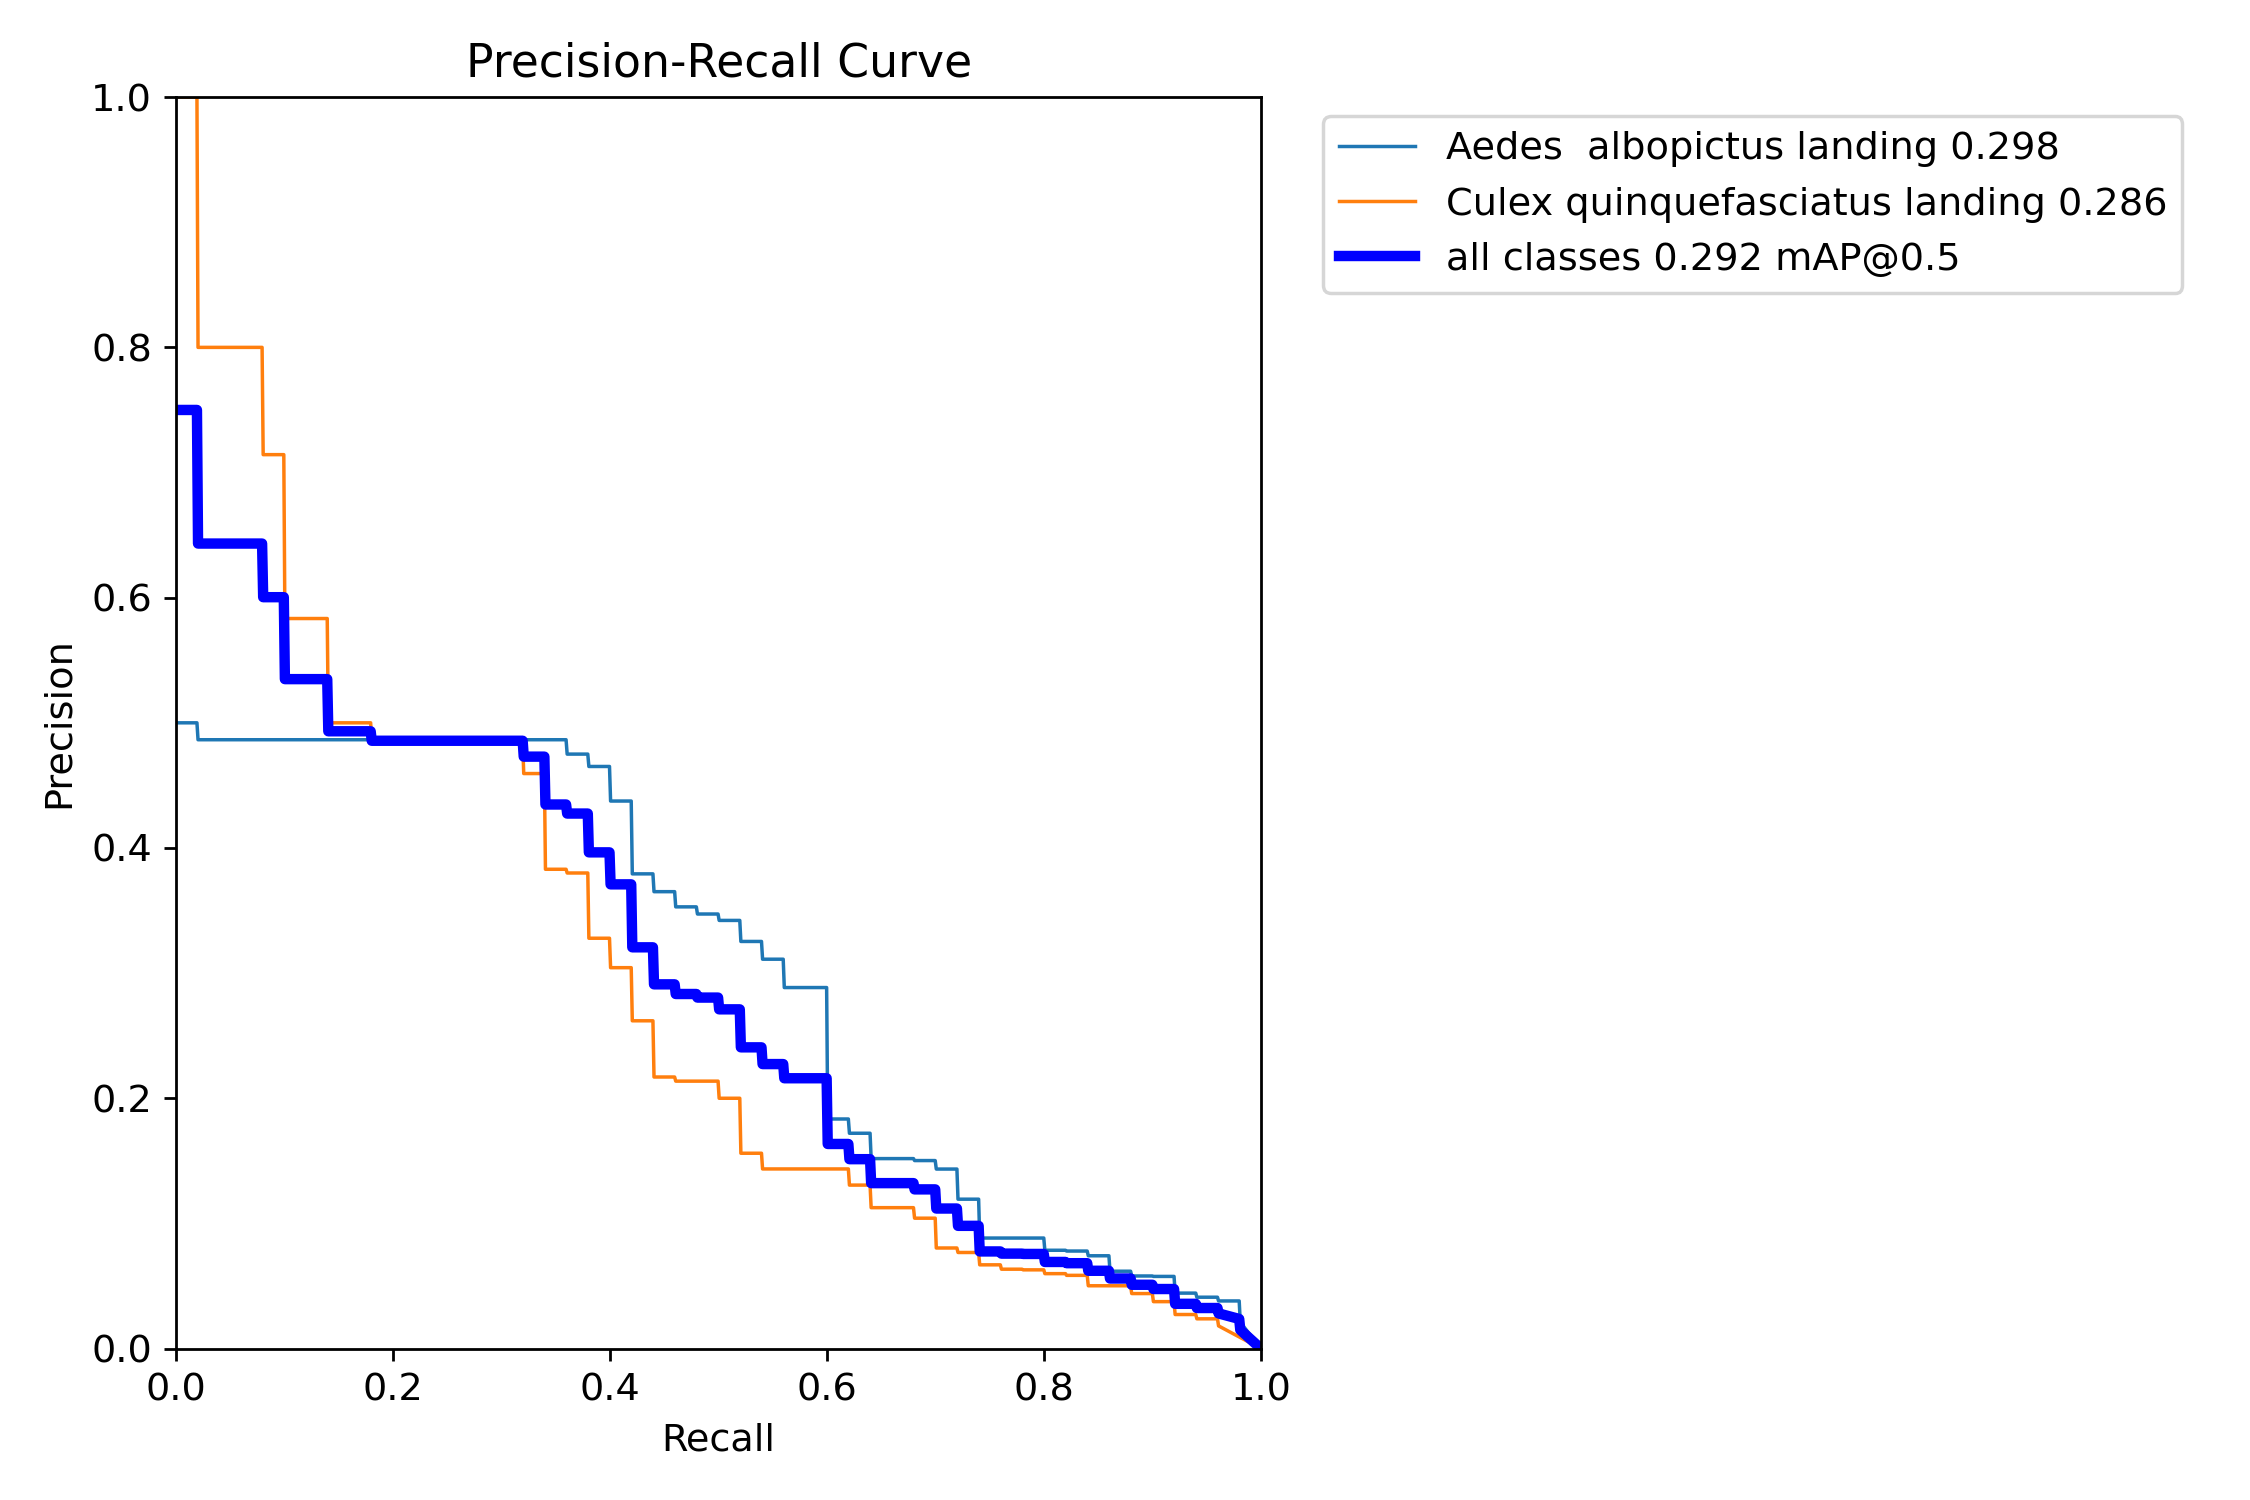 Precision-Recall Curve
1.0
0.8
0.6
0.4
0.2
0.0
Precision
0.0 0.2 0.4 0.6 0.8 1.0
Recall
Aedes  albopictus landing 0.298
Culex quinquefasciatus landing 0.286
all classes 0.292 mAP@0.5